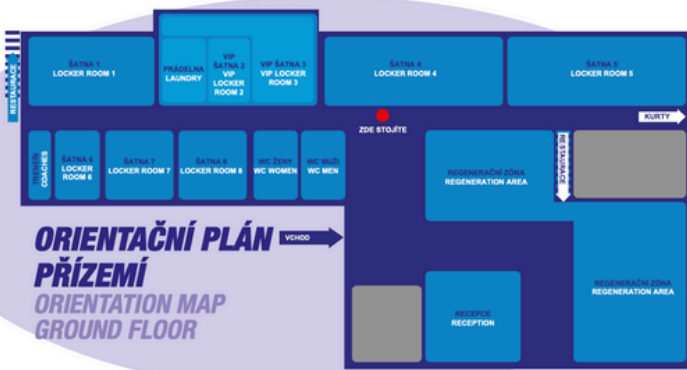 ŠATNA 1
LOCKER ROOM 1
PRÁDELNA
LAUNDRY
VIP
ŠATNA 2
VIP
LOCKER
ROOM 2
VIP ŠATNA 3
VIP LOCKER
ROOM 3
ŠATNA 4
LOCKER ROOM 4
ŠATNA 5
LOCKER ROOM 5
RESTAURACE
KURTY
ZDE STOJÍTE
TRENÉŘI
COACHES
ŠATNA 6
LOCKER
ROOM 6
ŠATNA 7
LOCKER ROOM 7
ŠATNA 8
LOCKER ROOM 8
WC ŽENY
WC WOMEN
WC MUŽI
WC MEN
REGENERAČNÍ ZÓNA
REGENERATION AREA
RESTAURACE
ORIENTAČNÍ PLÁN
PŘÍZEMÍ
ORIENTATION MAP
GROUND FLOOR
VCHOD
REGENERAČNÍ ZÓNA
REGENERATION AREA
RECEPCE
RECEPTION